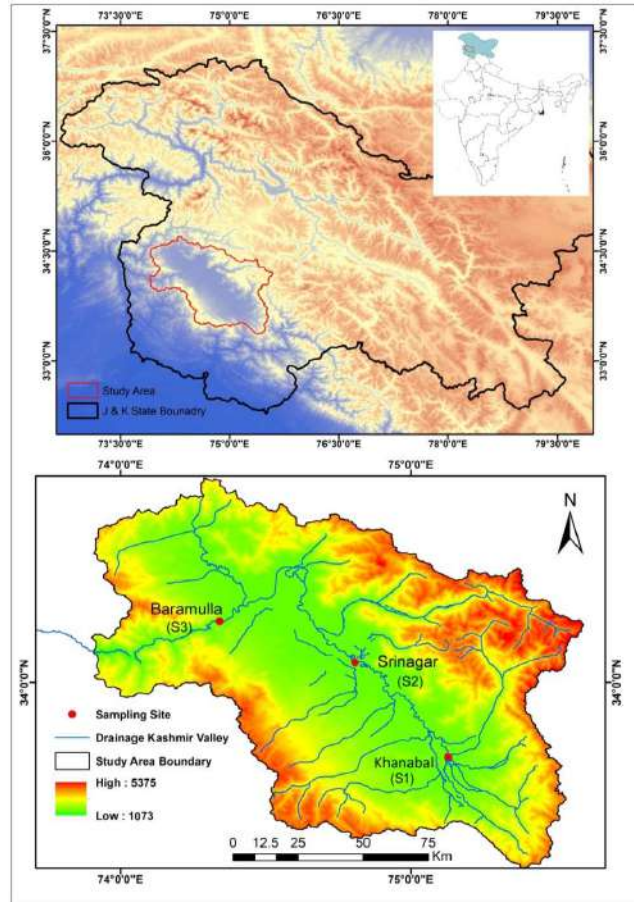 73°30'0"E
75°0'0"E
76°30'0"E
78°0'0"E
79°30'0"E
37°30'0"N
37°30'0"N
36°0'0"N
36°0'0"N
34°30'0"N
34°30'0"N
33°0'0"N
33°0'0"N
Study Area
J & K State Bounadry
73°30'0"E
75°0'0"E
76°30'0"E
78°0'0"E
79°30'0"E
74°0'0"E
75°0'0"E
N
Baramulla
(S3)
Srinagar
(S2)
34°0'0"N
34°0'0"N
Sampling Site
Drainage Kashmir Valley
Khanabal
(S1)
Study Area Boundary
High : 5375
Low : 1073
0 12.5 25 50 75
Km
74°0'0"E
75°0'0"E